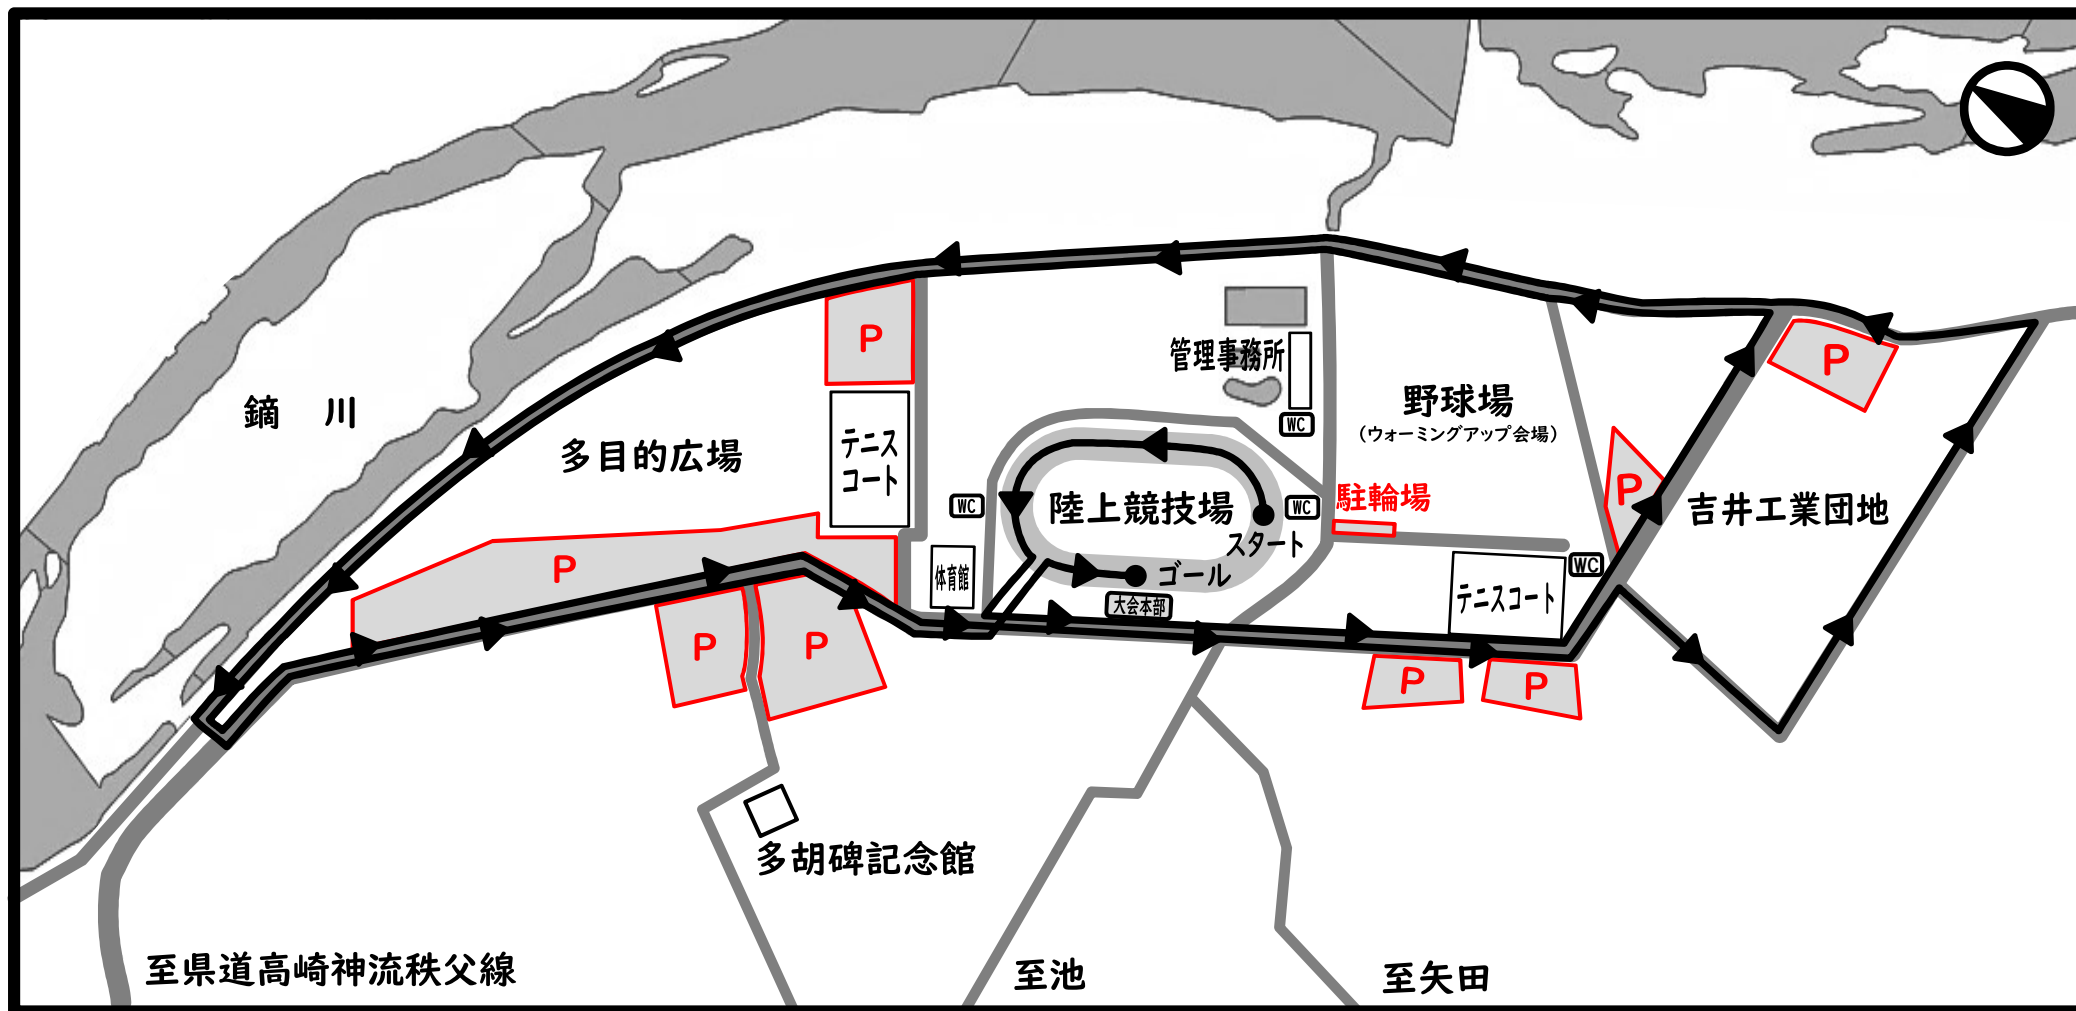 P
管理事務所
P
鏑 川
野球場
(ウォーミングアップ会場)
WC
多目的広場
テニス
コート
WC
陸上競技場
WC
駐輪場
P
吉井工業団地
スタート
P
体育館
ゴール
大会本部
WC
テニスコート
P
P
P
P
多胡碑記念館
至県道高崎神流秩父線
至池
至矢田